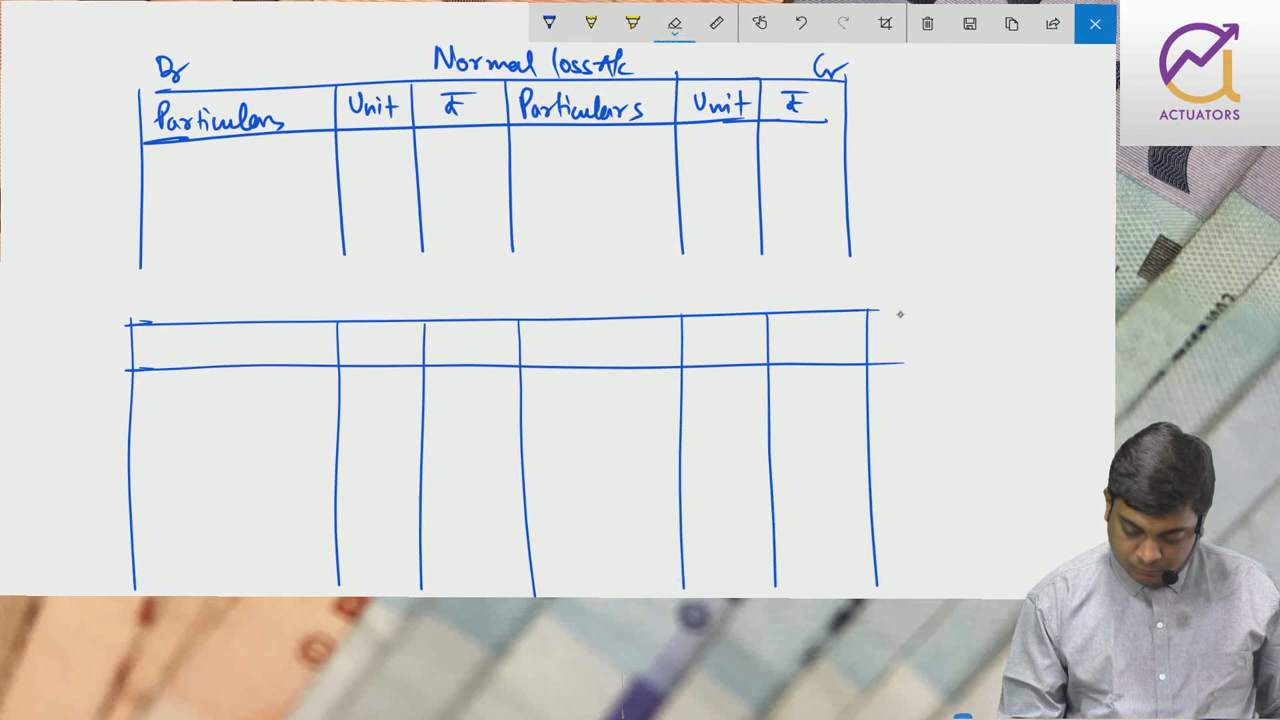 Dr Normal loss A/c Cr
Particulars Unit ₹ Particulars Unit ₹
ACTUATORS